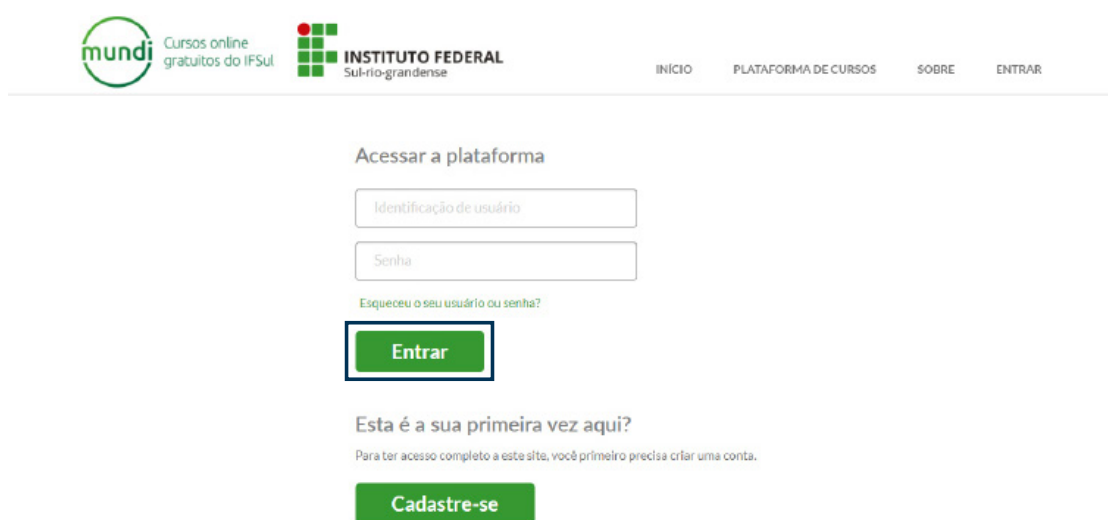 mundi
Cursos online
gratuitos do IFSul
INSTITUTO FEDERAL
Sul-rio-grandense
INÍCIO
PLATAFORMA DE CURSOS
SOBRE
ENTRAR
Acessar a plataforma
Identificação de usuário
Senha
Esqueceu o seu usuário ou senha?
Entrar
Esta é a sua primeira vez aqui?
Para ter acesso completo a este site, você primeiro precisa criar uma conta.
Cadastre-se